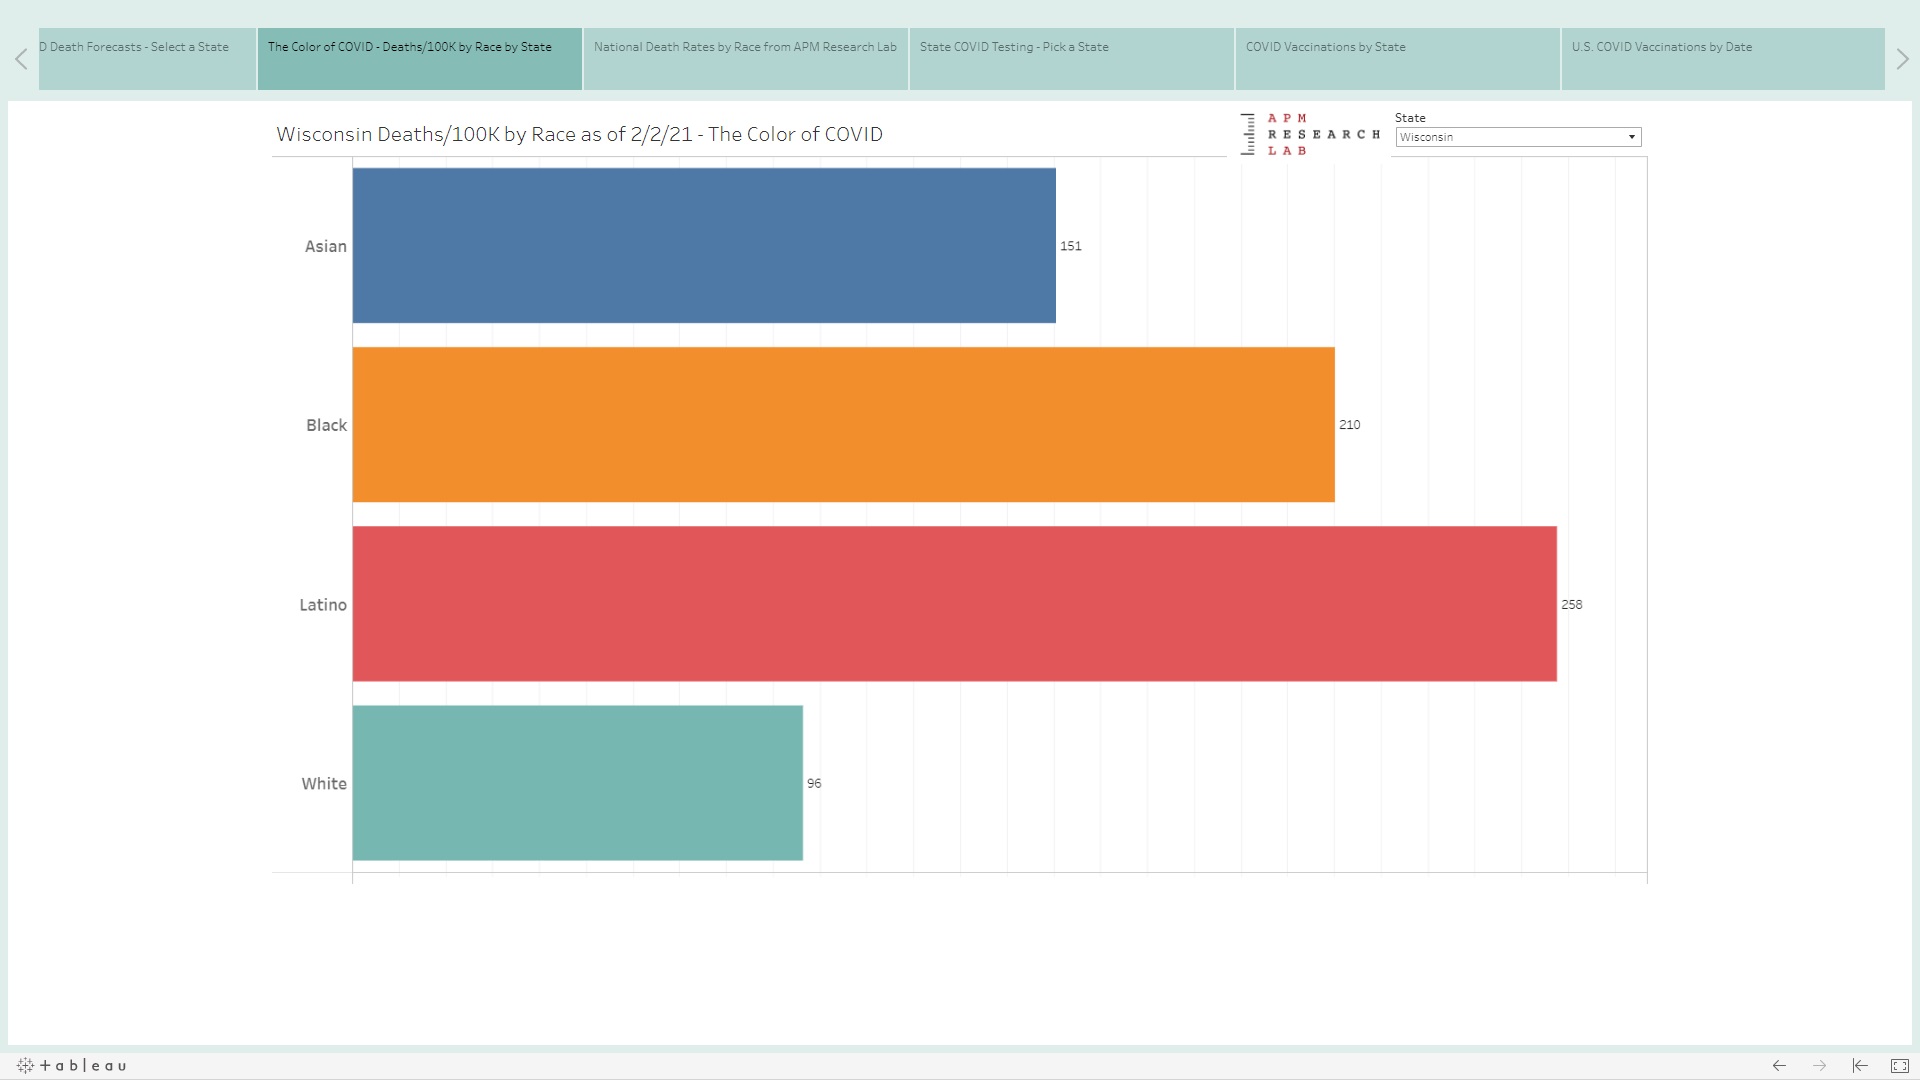 D Death Forecasts - Select a State
The Color of COVID - Deaths/100K by Race by State
National Death Rates by Race from APM Research Lab
State COVID Testing - Pick a State
COVID Vaccinations by State
U.S. COVID Vaccinations by Date
Wisconsin Deaths/100K by Race as of 2/2/21 - The Color of COVID
APM
RESEARCH
LAB
State
Wisconsin
Asian 151
Black 210
Latino 258
White 96
+ableau